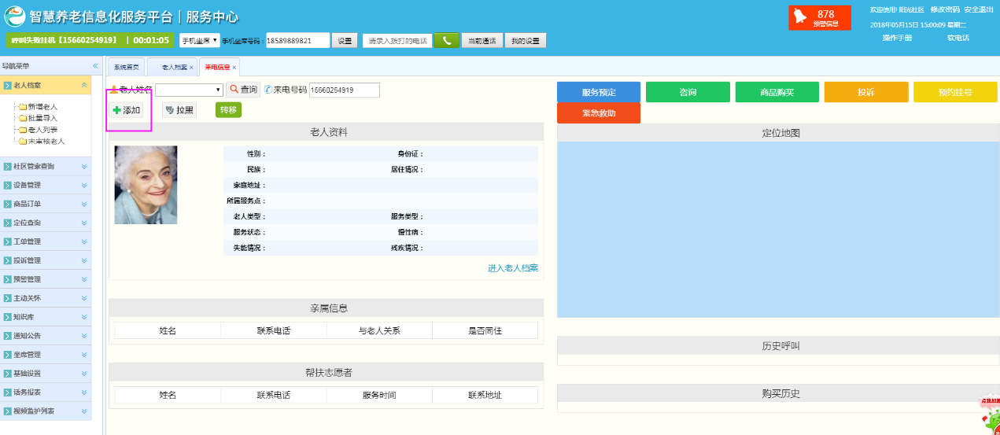 智慧养老信息化服务平台｜服务中心
878
预警信息
欢迎使用! 阳光社区 修改密码 安全退出
2018年05月15日 15:00:09 星期二
操作手册 软电话
呼叫失败挂机【15660254919】 | 00:01:05
手机坐席 手机坐席号码： 18589889821 设置 请录入拨打的电话 当前通话 我的设置
导航菜单
老人档案
新增老人
批量导入
老人列表
未审核老人
社区管家查询
设备管理
商品订单
定位查询
工单管理
投诉管理
预警管理
主动关怀
知识库
通知公告
坐席管理
基础设置
话务报表
视频监护列表
系统首页 老人档案 × 来电信息 ×
老人姓名 查询 来电号码 15660254919
添加 拉黑 转移
老人资料
性别： 身份证：
民族： 居住情况：
家庭地址：
所属服务点：
老人类型： 服务类型：
服务状态： 慢性病：
失能情况： 残疾情况：
进入老人档案
亲属信息
姓名 联系电话 与老人关系 是否同住
帮扶志愿者
姓名 联系电话 服务时间 联系地址
服务预定 咨询 商品购买 投诉 预约挂号
紧急救助
定位地图
历史呼叫
购买历史
点我加速